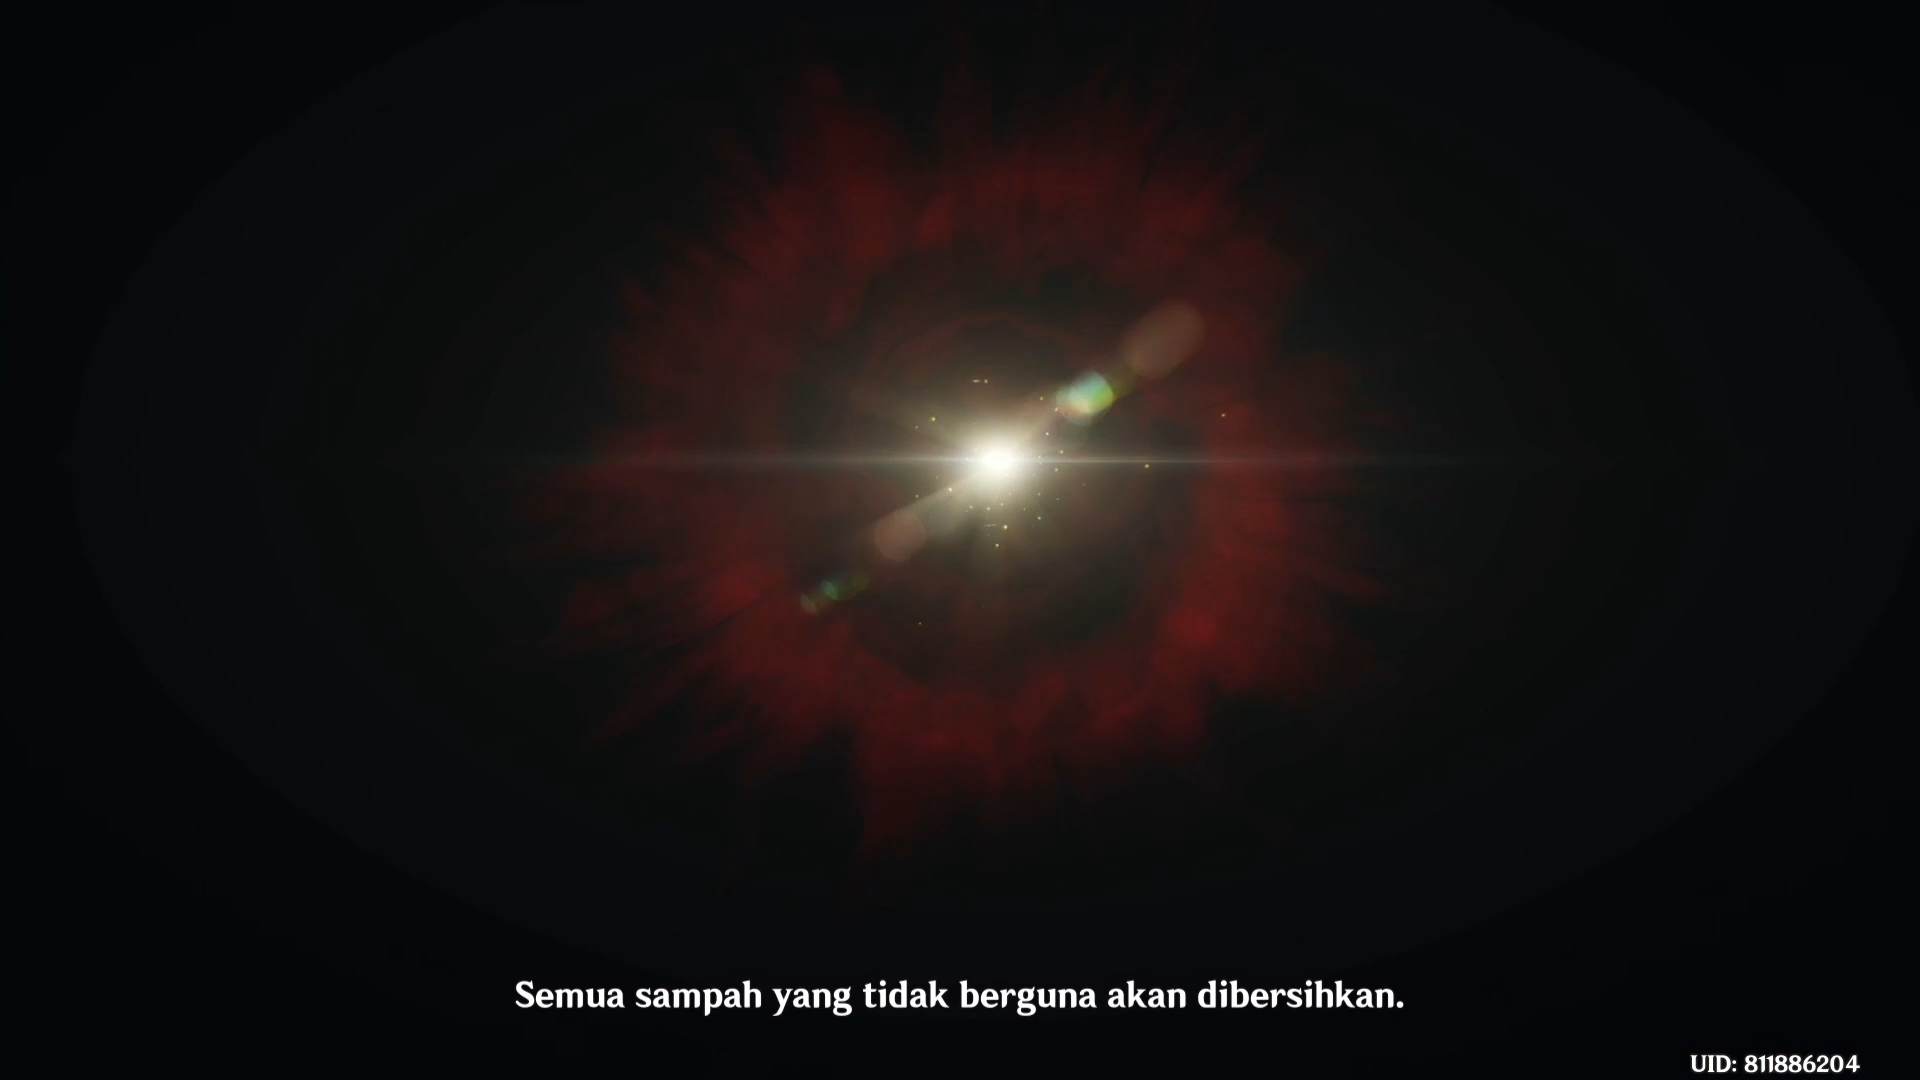 Semua sampah yang tidak berguna akan dibersihkan.
UID: 811886204